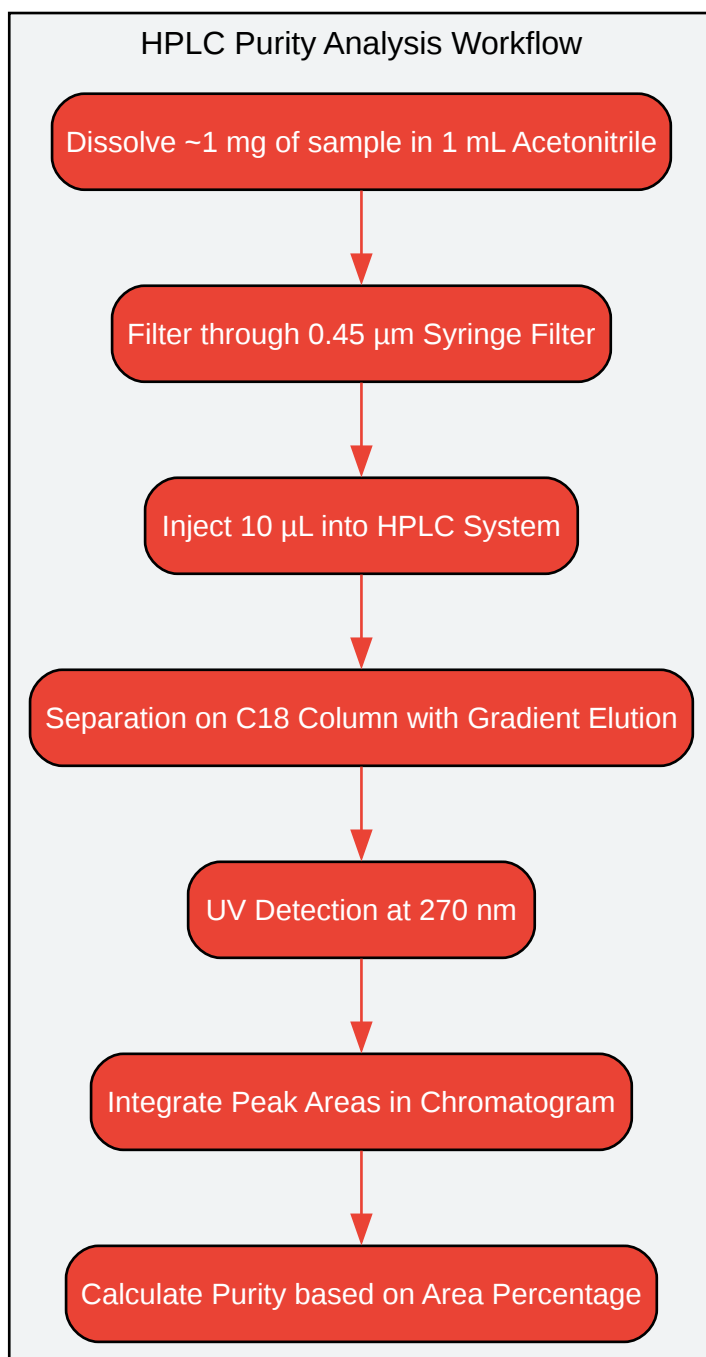 HPLC Purity Analysis Workflow
Dissolve ~1 mg of sample in 1 mL Acetonitrile
Filter through 0.45 µm Syringe Filter
Inject 10 µL into HPLC System
Separation on C18 Column with Gradient Elution
UV Detection at 270 nm
Integrate Peak Areas in Chromatogram
Calculate Purity based on Area Percentage